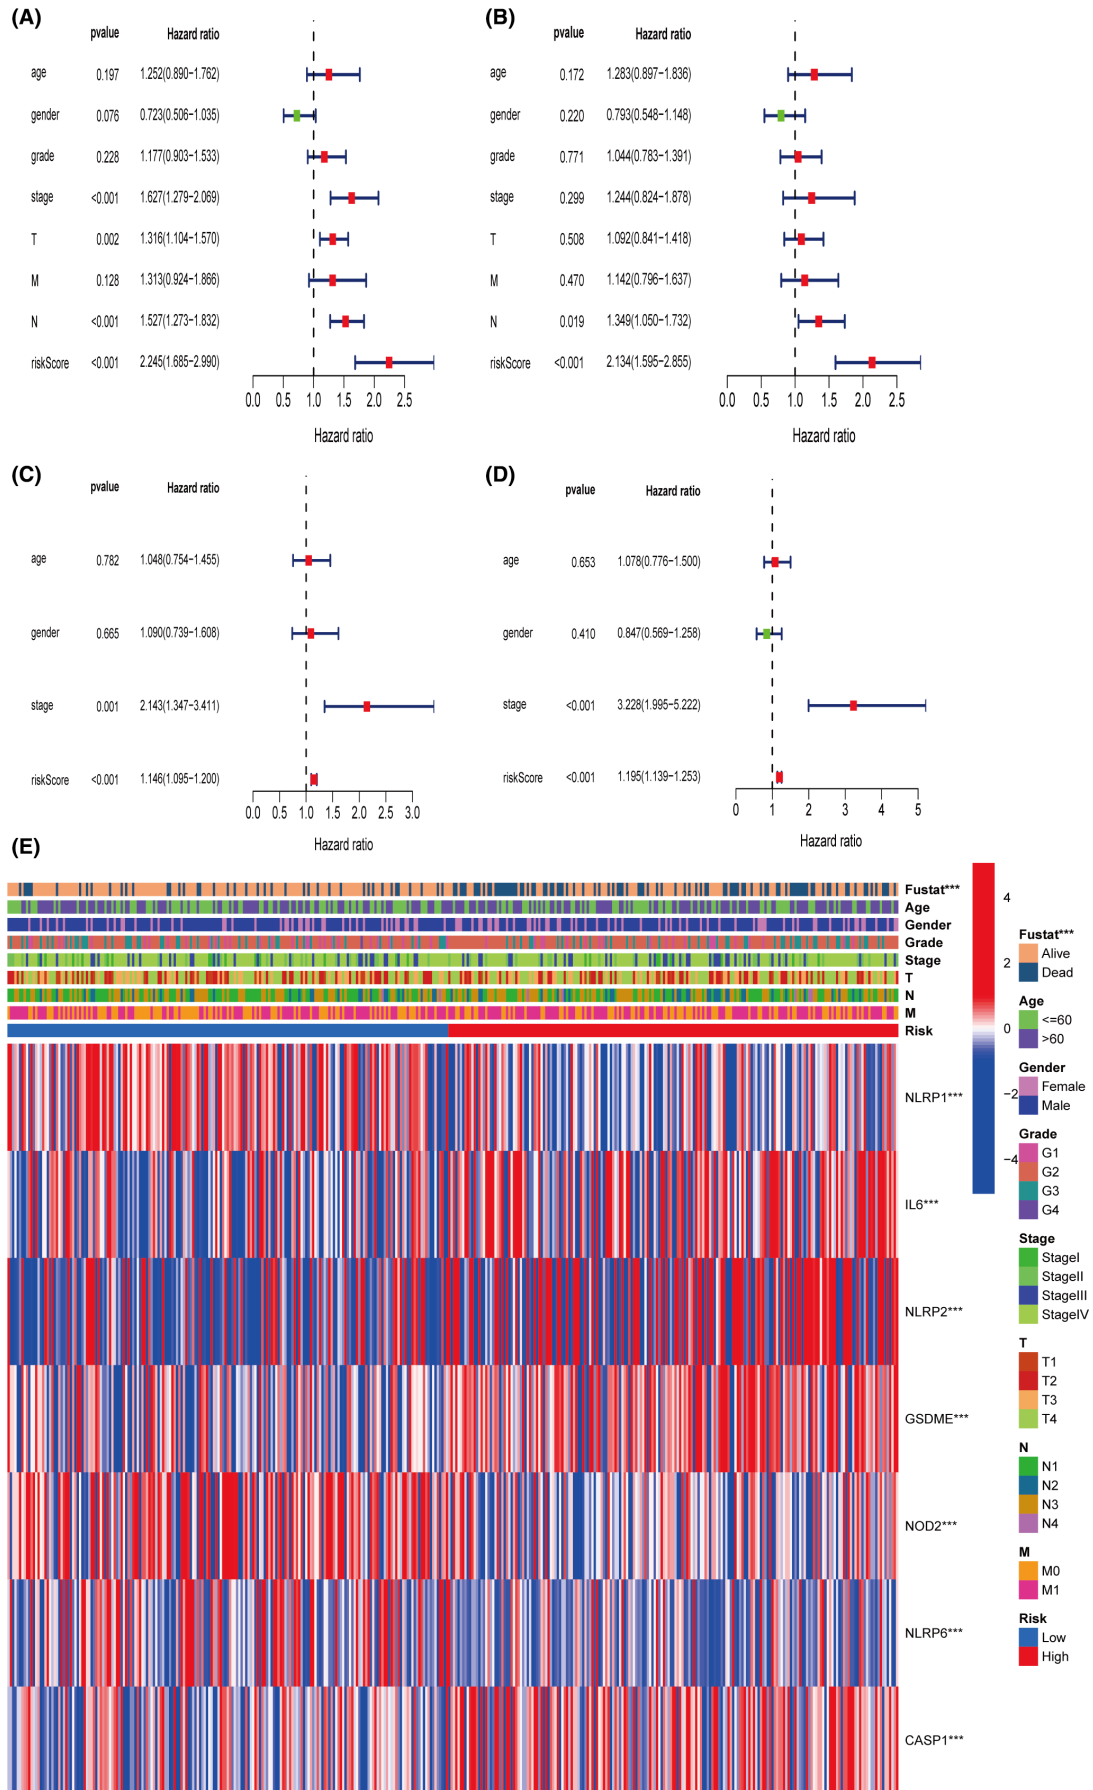 (A)
pvalue Hazard ratio
age 0.197 1.252(0.890−1.762)
gender 0.076 0.723(0.506−1.035)
grade 0.228 1.177(0.903−1.533)
stage <0.001 1.627(1.279−2.069)
T 0.002 1.316(1.104−1.570)
M 0.128 1.313(0.924−1.866)
N <0.001 1.527(1.273−1.832)
riskScore <0.001 2.245(1.685−2.990)
0.0 0.5 1.0 1.5 2.0 2.5
Hazard ratio
(B)
pvalue Hazard ratio
age 0.172 1.283(0.897−1.836)
gender 0.220 0.793(0.548−1.148)
grade 0.771 1.044(0.783−1.391)
stage 0.299 1.244(0.824−1.878)
T 0.508 1.092(0.841−1.418)
M 0.470 1.142(0.796−1.637)
N 0.019 1.349(1.050−1.732)
riskScore <0.001 2.134(1.595−2.855)
0.0 0.5 1.0 1.5 2.0 2.5
Hazard ratio
(C)
pvalue Hazard ratio
age 0.782 1.048(0.754−1.455)
gender 0.665 1.090(0.739−1.608)
stage 0.001 2.143(1.347−3.411)
riskScore <0.001 1.146(1.095−1.200)
0.0 0.5 1.0 1.5 2.0 2.5 3.0
Hazard ratio
(D)
pvalue Hazard ratio
age 0.653 1.078(0.776−1.500)
gender 0.410 0.847(0.569−1.258)
stage <0.001 3.228(1.995−5.222)
riskScore <0.001 1.195(1.139−1.253)
0 1 2 3 4 5
Hazard ratio
(E)
Fustat***
Age
Gender
Grade
Stage
T
N
M
Risk
NLRP1***
IL6***
NLRP2***
GSDME***
NOD2***
NLRP6***
CASP1***
4
2
0
−2
−4
Fustat***
Alive
Dead
Age
<=60
>60
Gender
Female
Male
Grade
G1
G2
G3
G4
Stage
StageI
StageII
StageIII
StageIV
T
T1
T2
T3
T4
N
N1
N2
N3
N4
M
M0
M1
Risk
Low
High